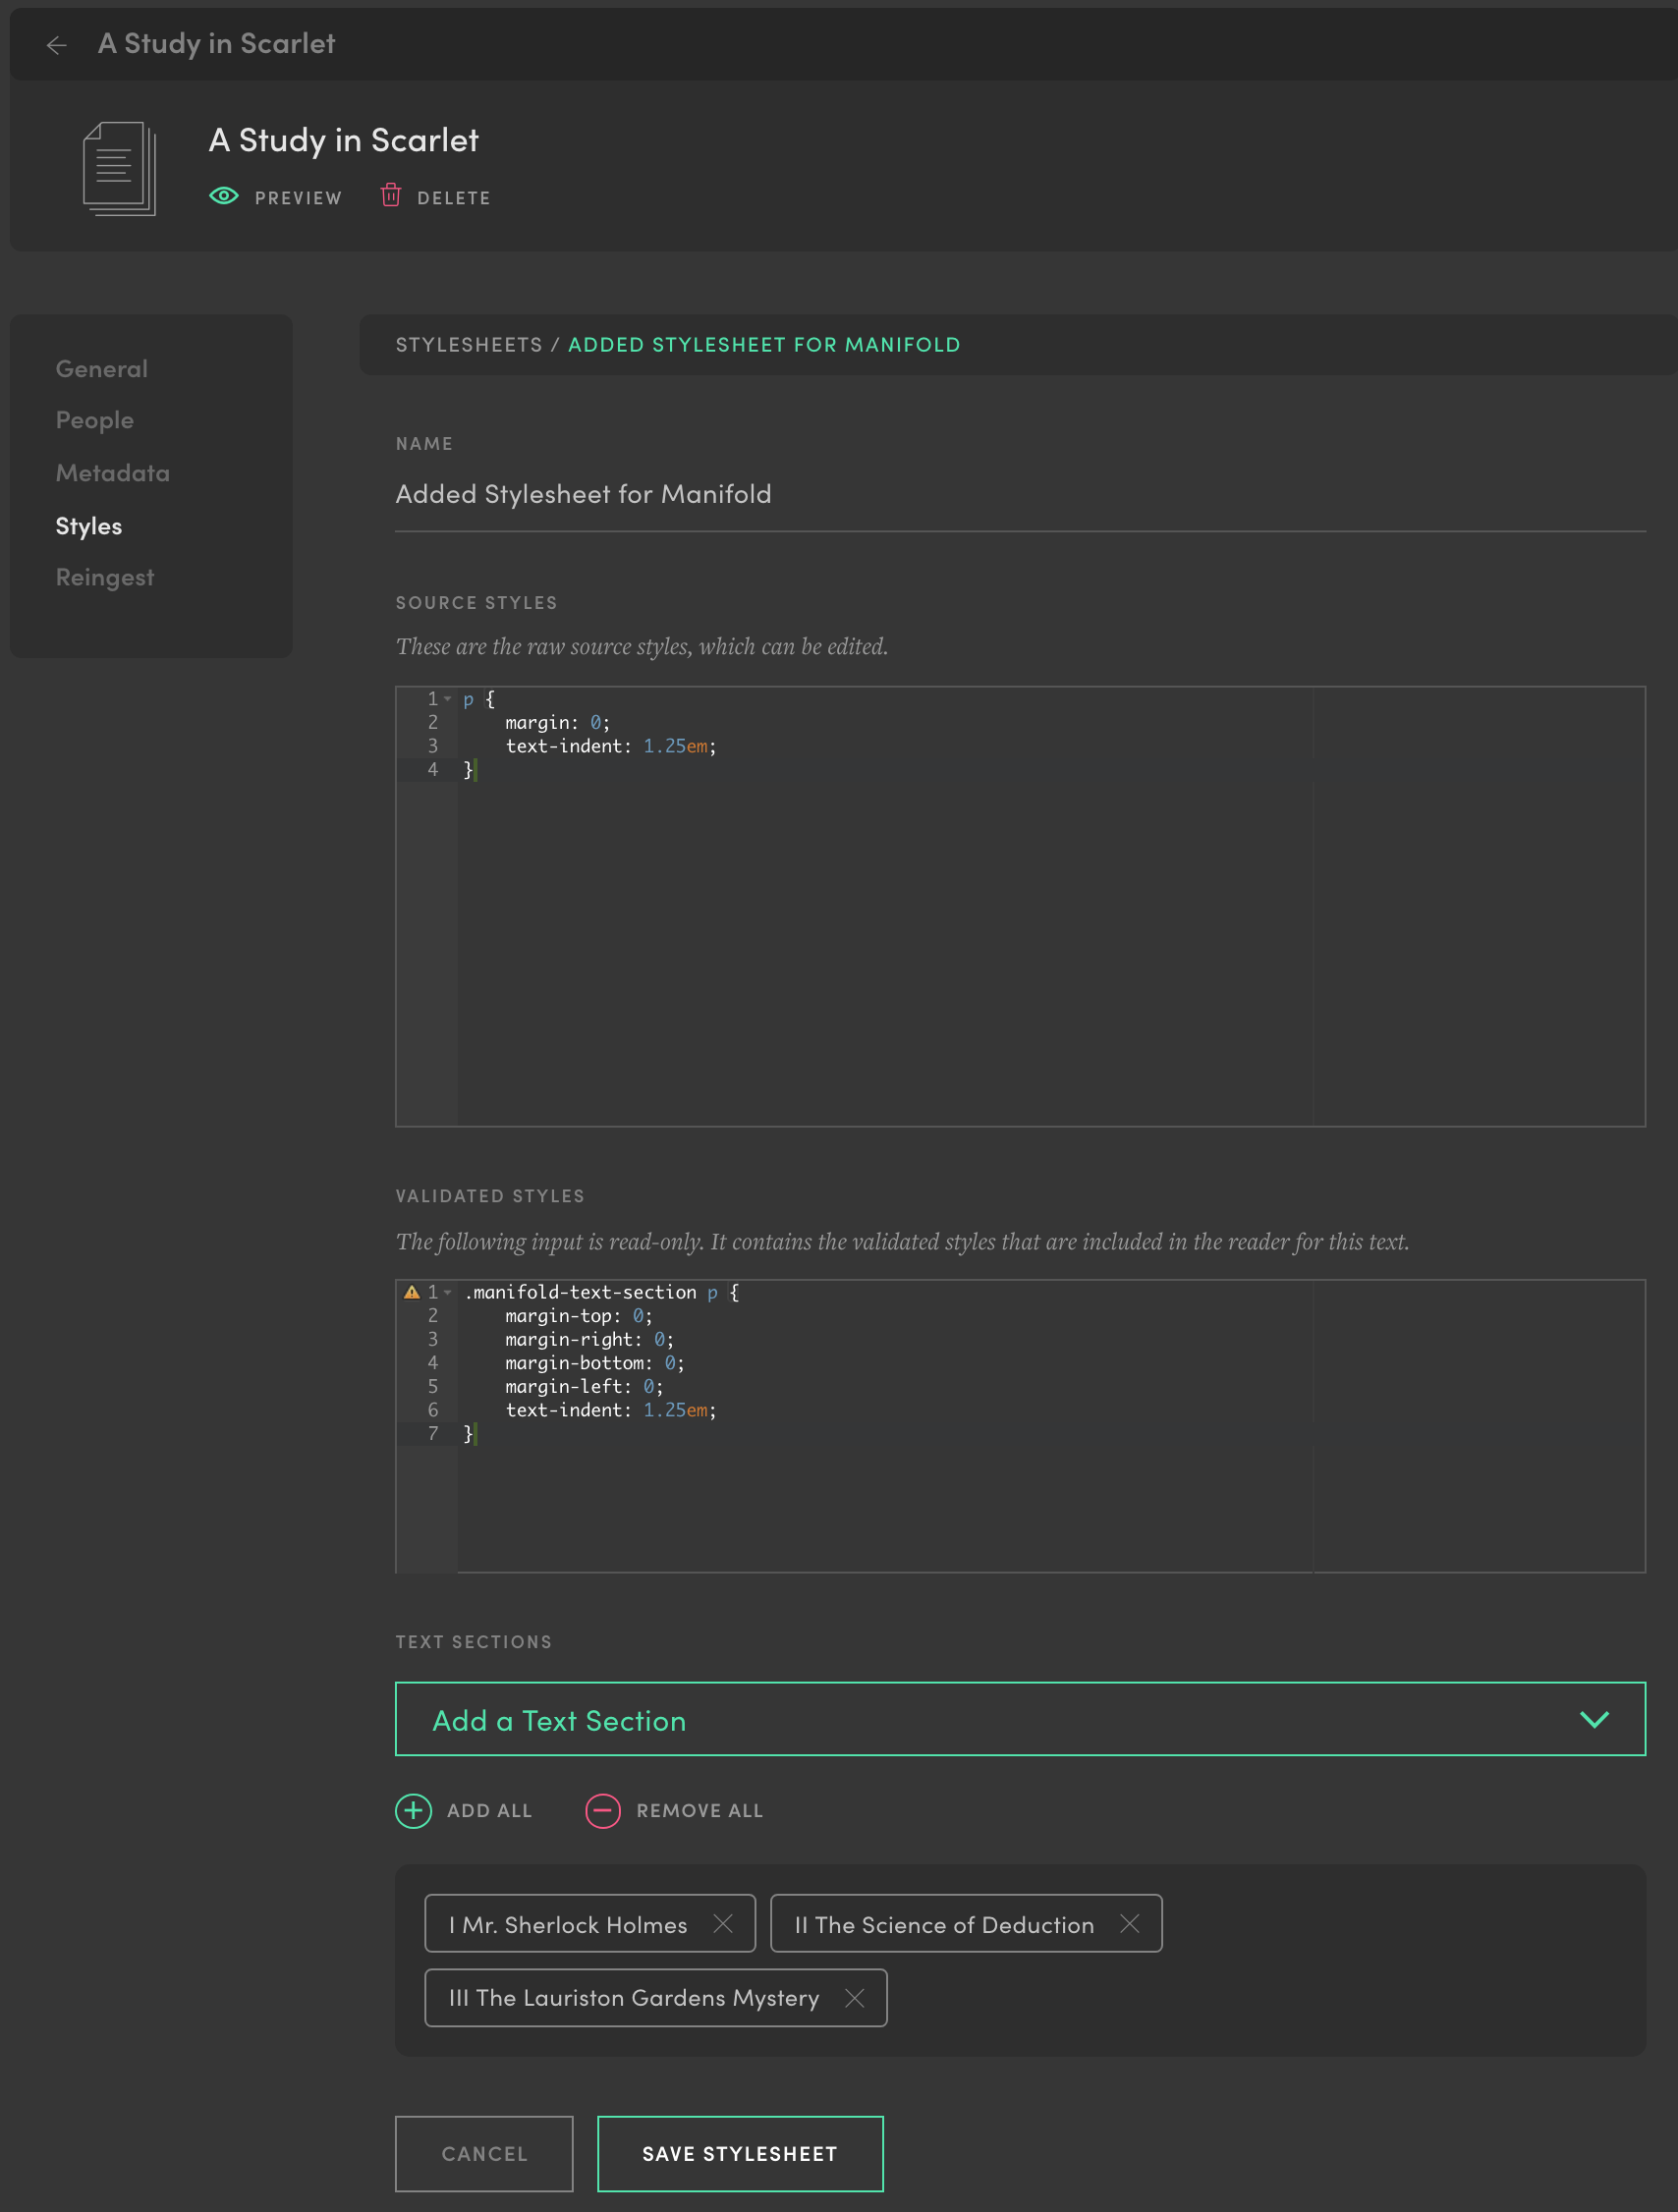 A Study in Scarlet
A Study in Scarlet
PREVIEW DELETE
General
People
Metadata
Styles
Reingest
STYLESHEETS / ADDED STYLESHEET FOR MANIFOLD
NAME
Added Stylesheet for Manifold
SOURCE STYLES
These are the raw source styles, which can be edited.
1 p {
2 margin: 0;
3 text-indent: 1.25em;
4 }
VALIDATED STYLES
The following input is read-only. It contains the validated styles that are included in the reader for this text.
1 .manifold-text-section p {
2 margin-top: 0;
3 margin-right: 0;
4 margin-bottom: 0;
5 margin-left: 0;
6 text-indent: 1.25em;
7 }
TEXT SECTIONS
Add a Text Section
ADD ALL REMOVE ALL
I Mr. Sherlock Holmes II The Science of Deduction
III The Lauriston Gardens Mystery
CANCEL SAVE STYLESHEET